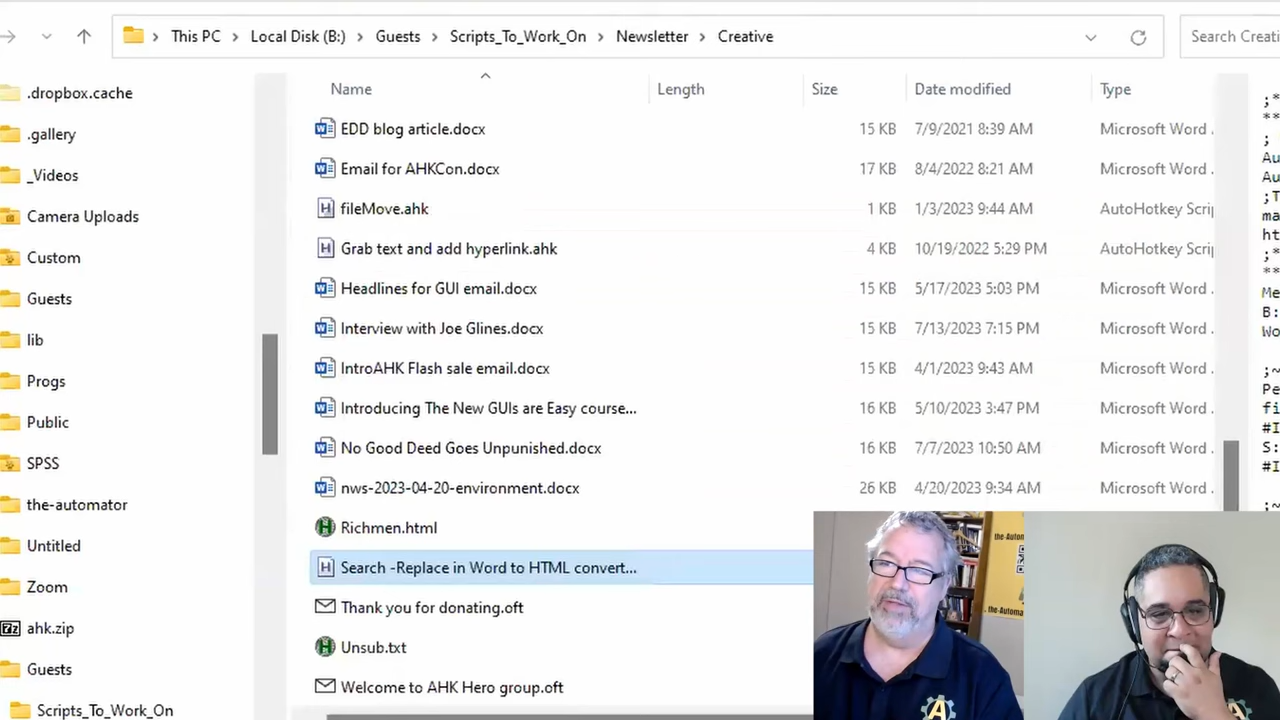 This PC > Local Disk (B:) > Guests > Scripts_To_Work_On > Newsletter > Creative
Search Creati
.dropbox.cache
.gallery
_Videos
Camera Uploads
Custom
Guests
lib
Progs
Public
SPSS
the-automator
Untitled
Zoom
ahk.zip
Guests
Scripts_To_Work_On
Name Length Size Date modified Type
EDD blog article.docx 15 KB 7/9/2021 8:39 AM Microsoft Word .
Email for AHKCon.docx 17 KB 8/4/2022 8:21 AM Microsoft Word .
fileMove.ahk 1 KB 1/3/2023 9:44 AM AutoHotkey Scrip
Grab text and add hyperlink.ahk 4 KB 10/19/2022 5:29 PM AutoHotkey Scrip
Headlines for GUI email.docx 15 KB 5/17/2023 5:03 PM Microsoft Word .
Interview with Joe Glines.docx 15 KB 7/13/2023 7:15 PM Microsoft Word .
IntroAHK Flash sale email.docx 15 KB 4/1/2023 9:43 AM Microsoft Word .
Introducing The New GUIs are Easy course... 16 KB 5/10/2023 3:47 PM Microsoft Word .
No Good Deed Goes Unpunished.docx 16 KB 7/7/2023 10:50 AM Microsoft Word .
nws-2023-04-20-environment.docx 26 KB 4/20/2023 9:34 AM Microsoft Word .
Richmen.html
Search -Replace in Word to HTML convert...
Thank you for donating.oft
Unsub.txt
Welcome to AHK Hero group.oft
;*
**
;
Au
Au
;T
ma
ht
;*
**
Me
B:
Wo
;~
Pe
fi
#I
S:
#I
;~